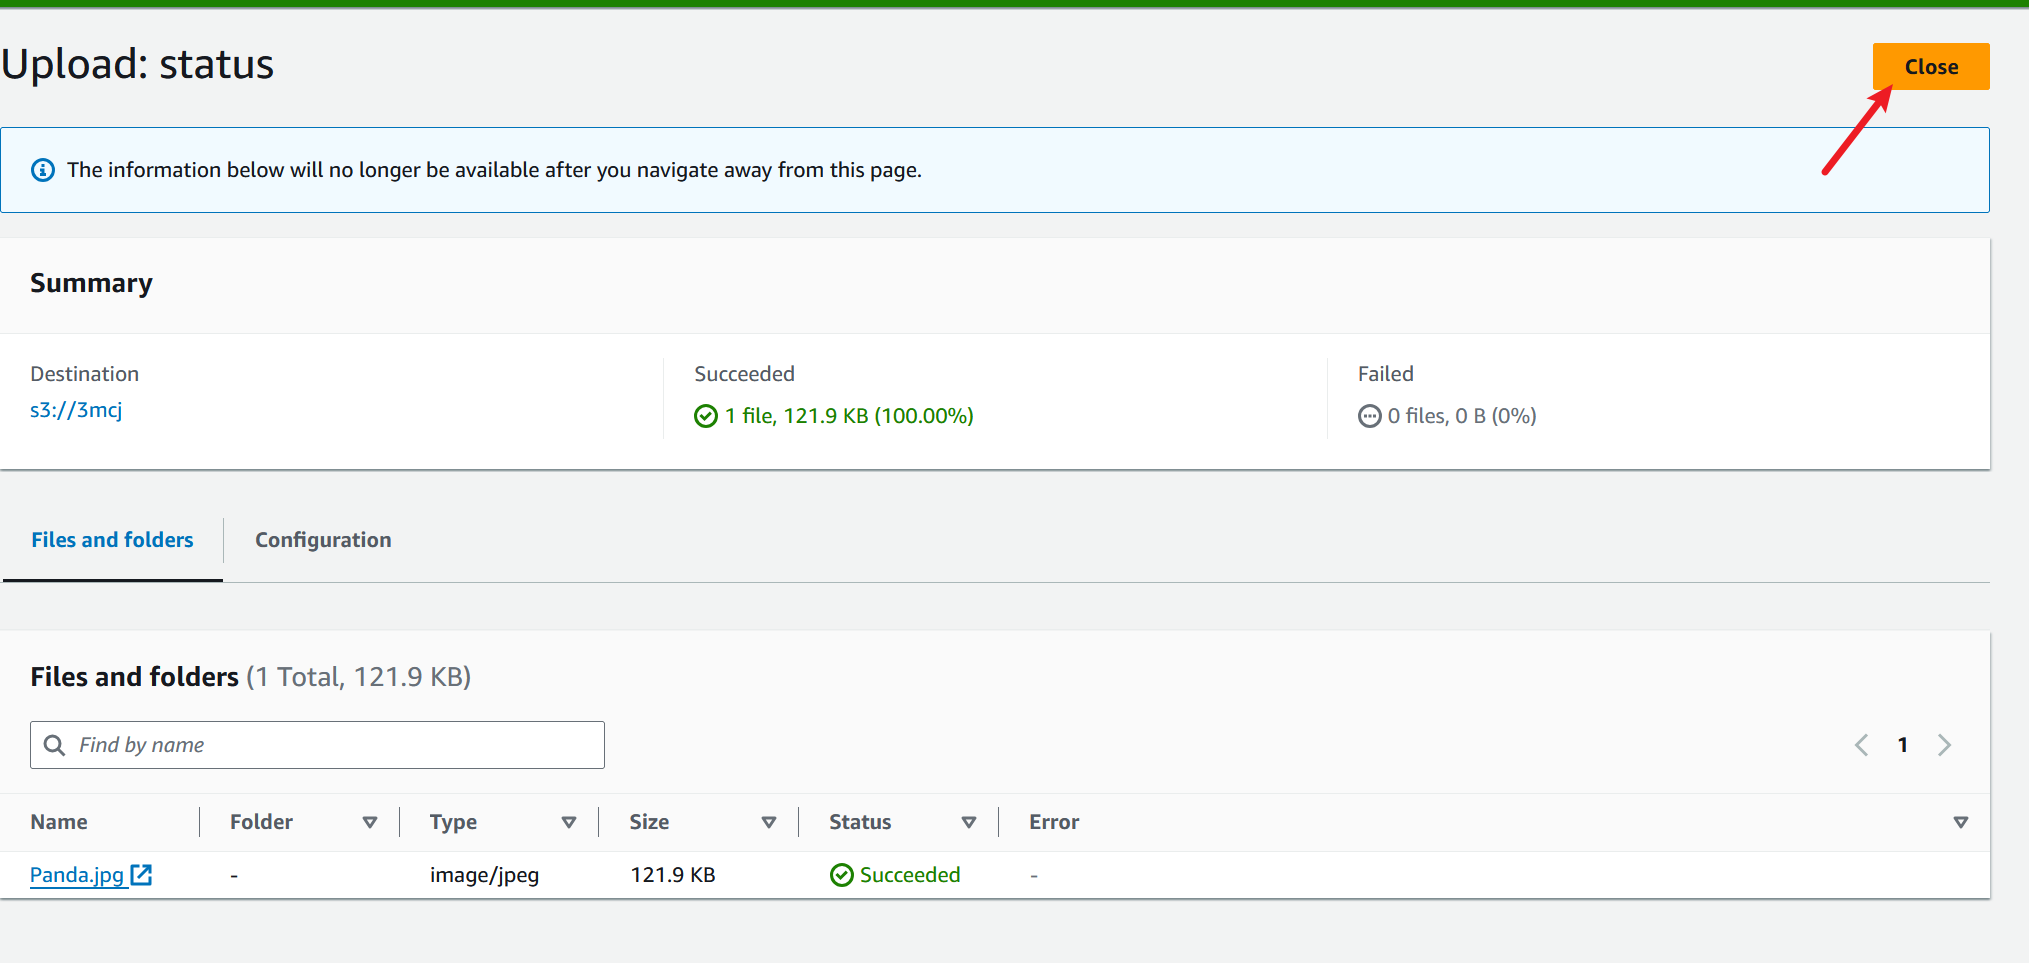 Upload: status
Close
The information below will no longer be available after you navigate away from this page.
Summary
Destination
s3://3mcj
Succeeded
1 file, 121.9 KB (100.00%)
Failed
0 files, 0 B (0%)
Files and folders
Configuration
Files and folders (1 Total, 121.9 KB)
Find by name
1
Name Folder Type Size Status Error
Panda.jpg - image/jpeg 121.9 KB Succeeded -